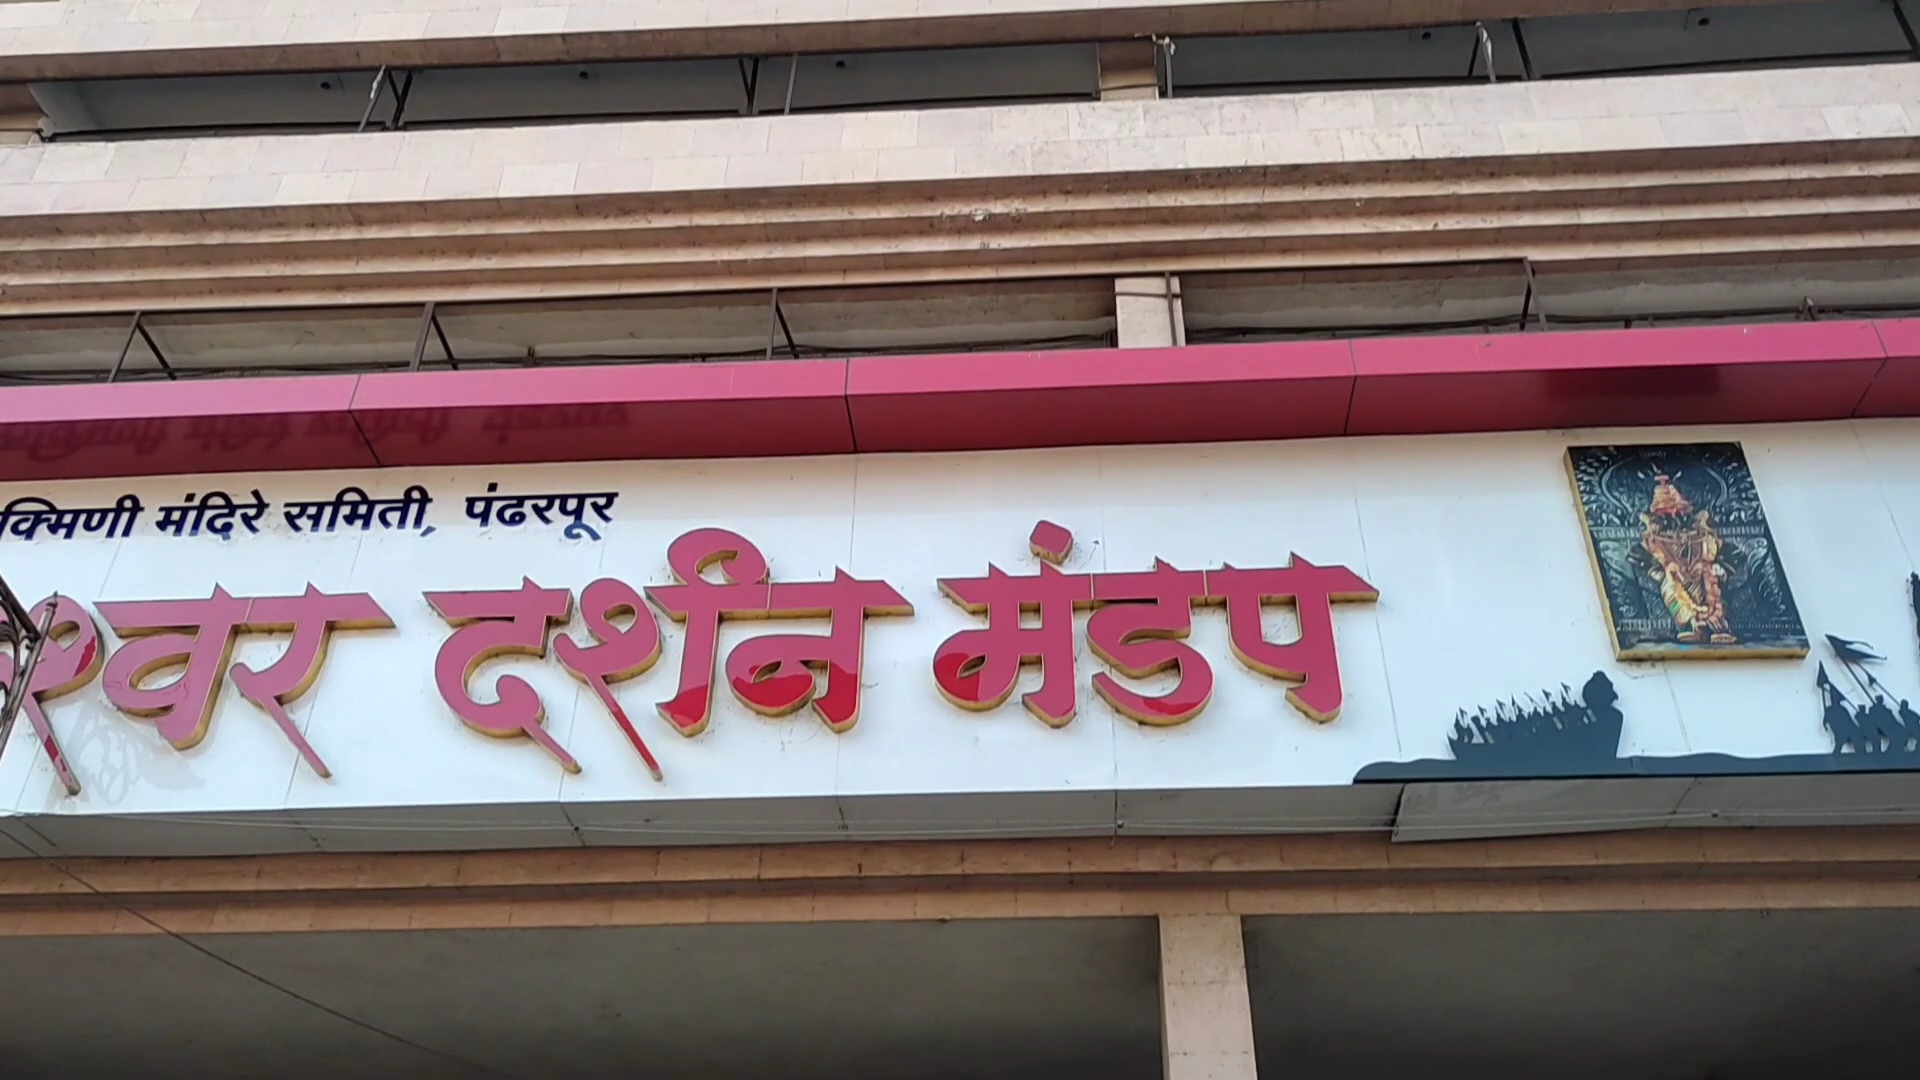 क्मिणी मंदिरे समिती, पंढरपूर
श्वर दर्शन मंडप